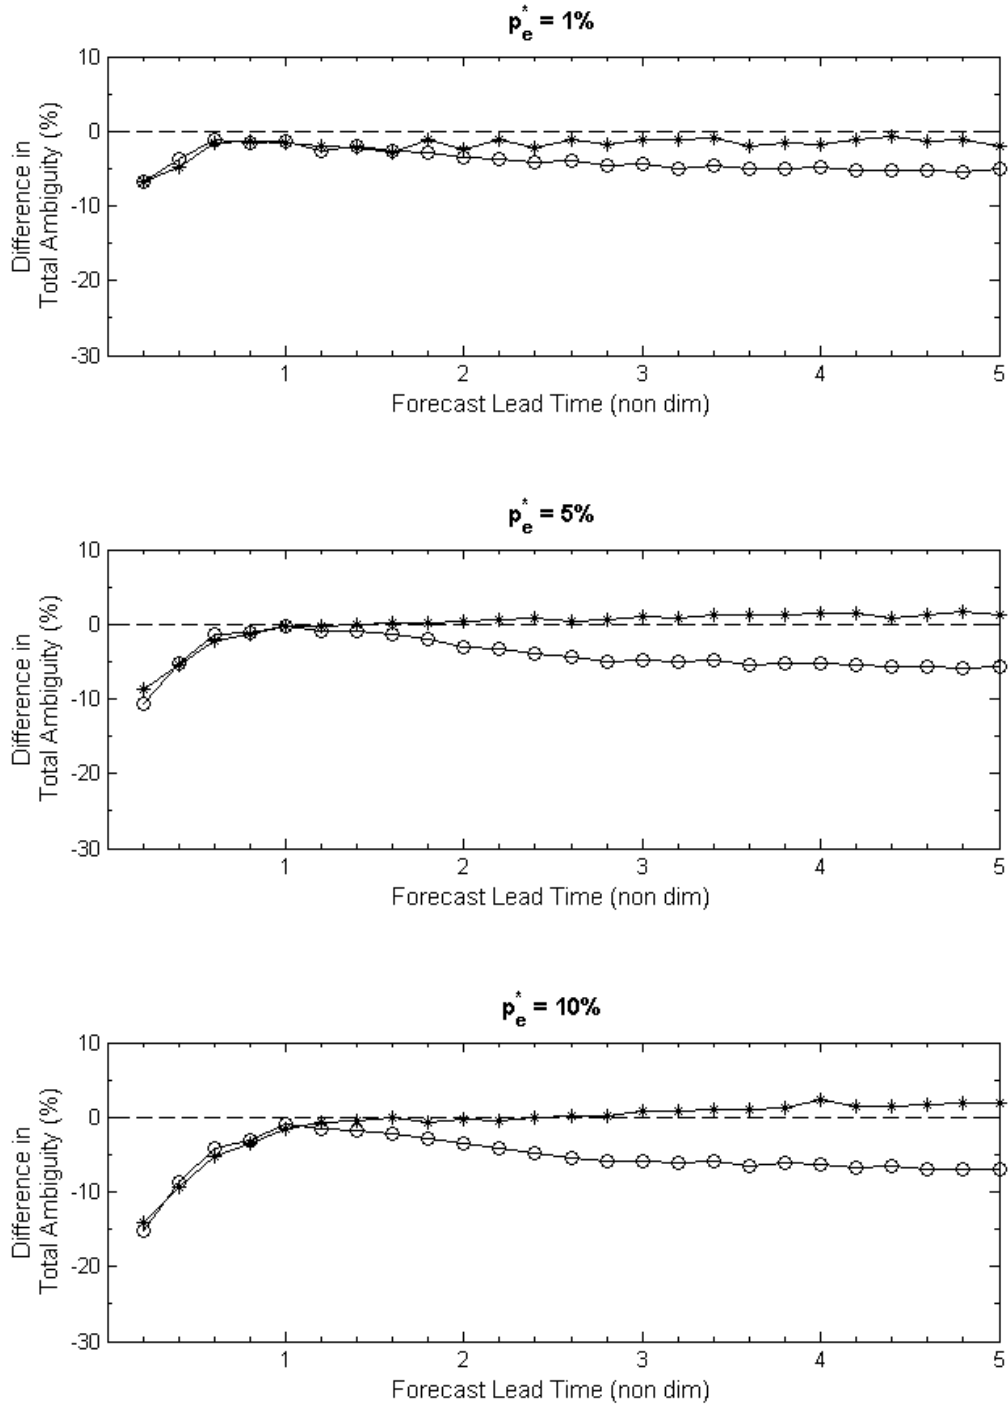 p*e = 1%
10
0
-10
-20
-30
Difference in
Total Ambiguity (%)
1 2 3 4 5
Forecast Lead Time (non dim)
p*e = 5%
10
0
-10
-20
-30
Difference in
Total Ambiguity (%)
1 2 3 4 5
Forecast Lead Time (non dim)
p*e = 10%
10
0
-10
-20
-30
Difference in
Total Ambiguity (%)
1 2 3 4 5
Forecast Lead Time (non dim)